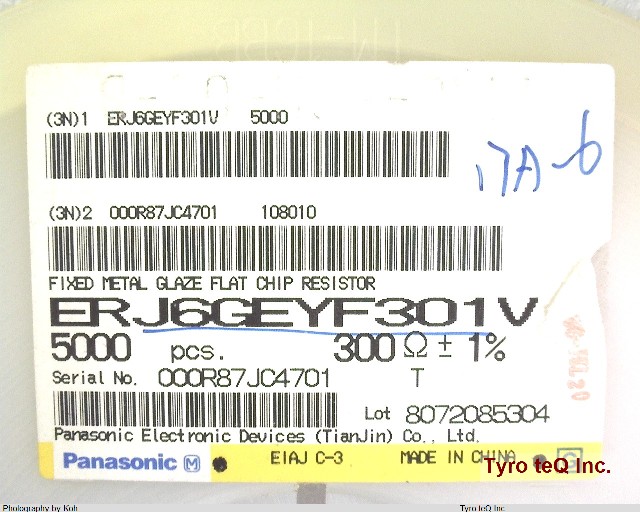 (3N)1 ERJ6GEYF301V 5000
17A-6
(3N)2 000R87JC4701 108010
FIXED METAL GLAZE FLAT CHIP RESISTOR
ERJ6GEYF301V
5000 pcs. 300 Ω ± 1%
Serial No. 000R87JC4701 T
Lot 8072085304
Panasonic Electronic Devices (TianJin) Co., Ltd.
Panasonic M EIAJ C-3 MADE IN CHINA
Tyro teQ Inc.
Photography by Koh Tyro teQ Inc